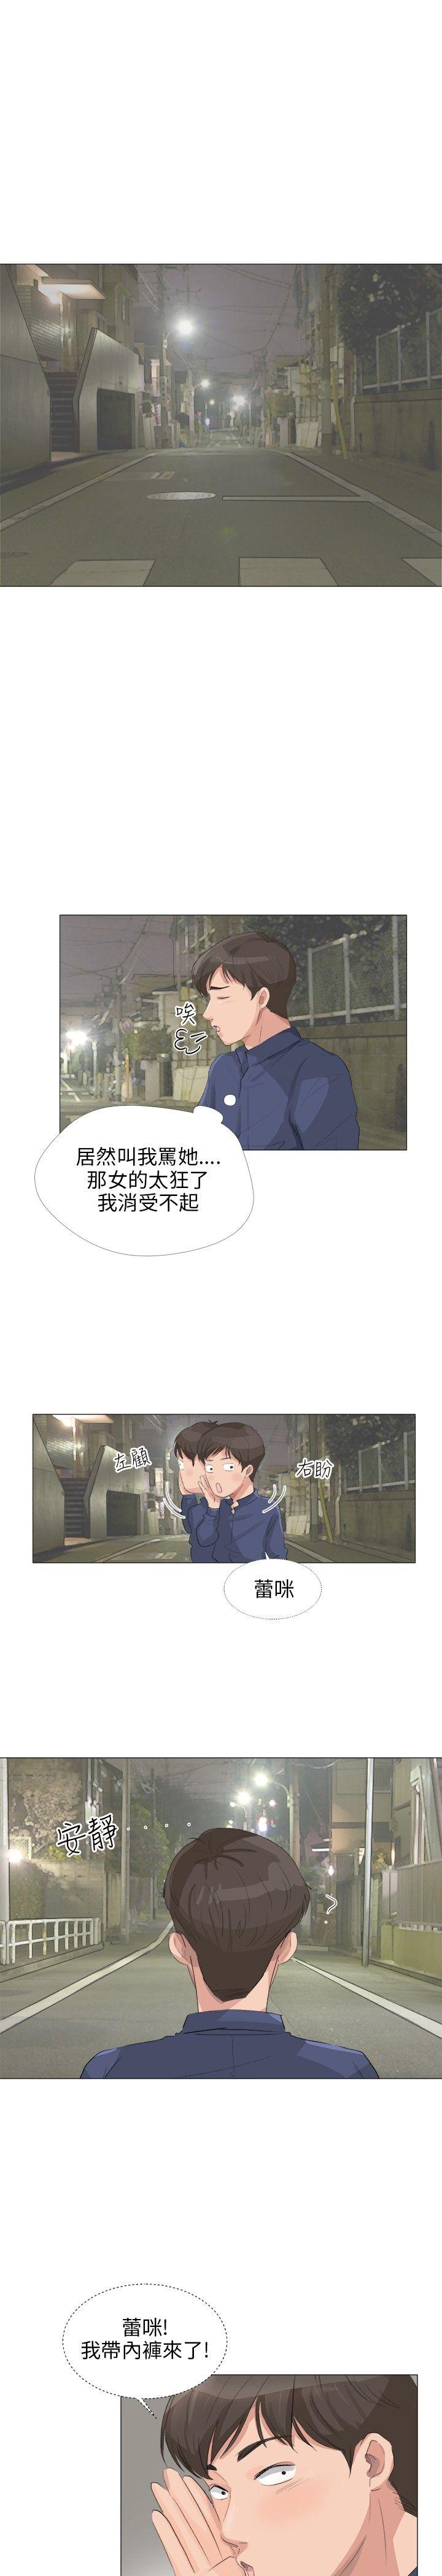 唉
居然叫我罵她....
那女的太狂了
我消受不起
左顧
右盼
蕾咪
安靜....
蕾咪!
我帶內褲來了!